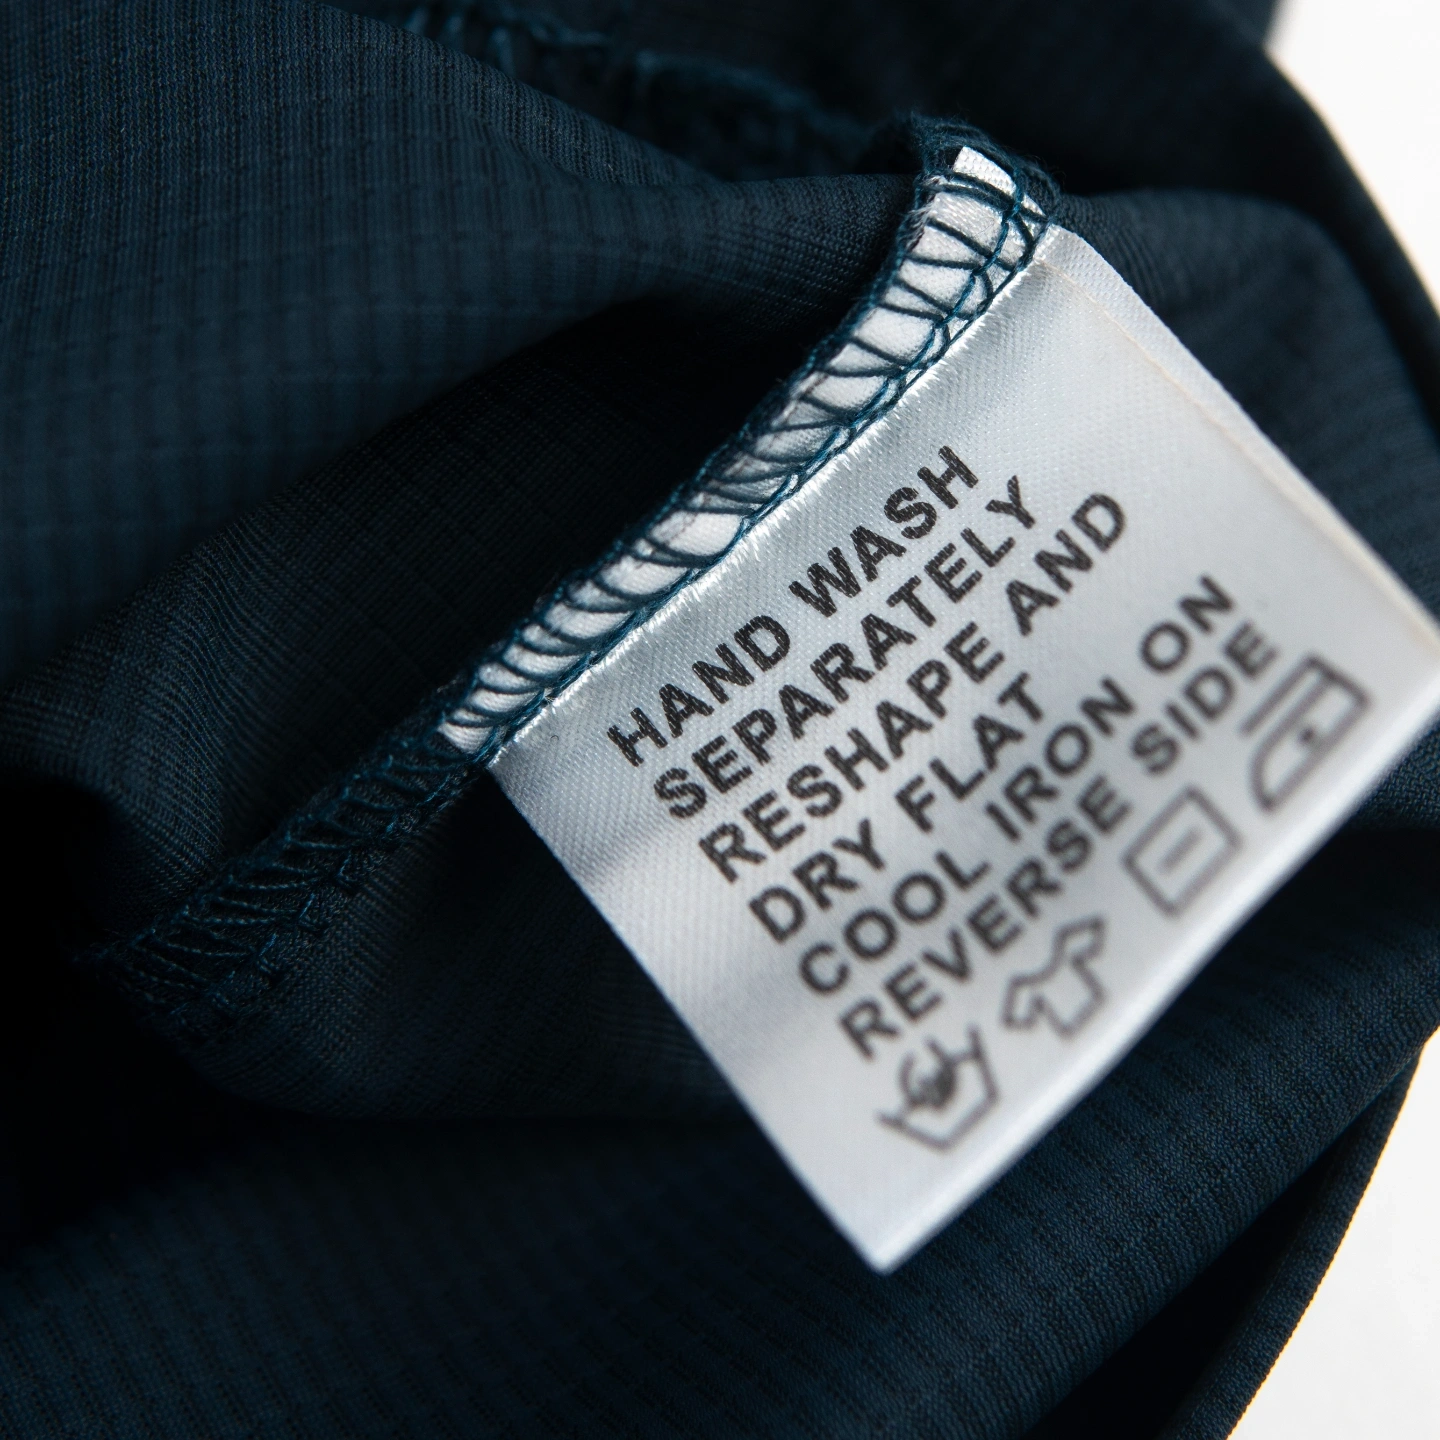 HAND WASH
SEPARATELY
RESHAPE AND
DRY FLAT
COOL IRON ON
REVERSE SIDE